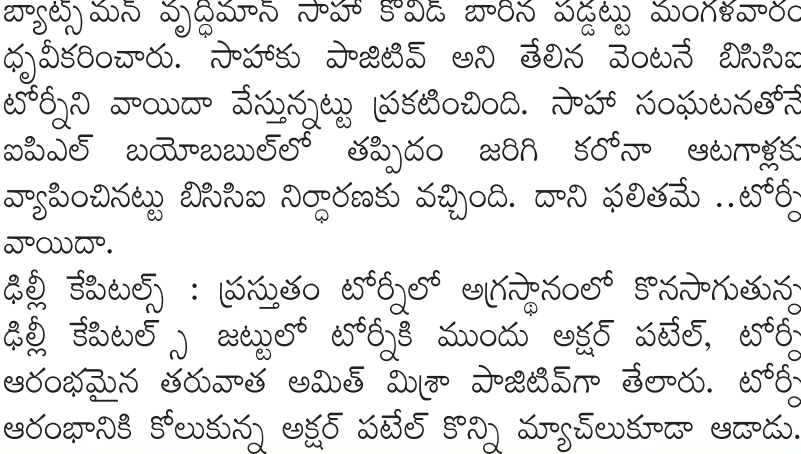 బ్యాట్స్‌మన్ వృద్ధిమాన్ సాహా కొవిడ్ బారిన పడ్డట్టు మంగళవారం
ధృవీకరించారు. సాహాకు పాజిటివ్ అని తేలిన వెంటనే బిసిసిఐ
టోర్నీని వాయిదా వేస్తున్నట్టు ప్రకటించింది. సాహా సంఘటనతోనే
ఐపిఎల్ బయోబబుల్‌లో తప్పిదం జరిగి కరోనా ఆటగాళ్లకు
వ్యాపించినట్టు బిసిసిఐ నిర్ధారణకు వచ్చింది. దాని ఫలితమే ..టోర్నీ
వాయిదా.
ఢిల్లీ కేపిటల్స్ : ప్రస్తుతం టోర్నీలో అగ్రస్థానంలో కొనసాగుతున్న
ఢిల్లీ కేపిటల్ ్స జట్టులో టోర్నీకి ముందు అక్షర్ పటేల్, టోర్నీ
ఆరంభమైన తరువాత అమిత్ మిశ్రా పాజిటివ్‌గా తేలారు. టోర్నీ
ఆరంభానికి కోలుకున్న అక్షర్ పటేల్ కొన్ని మ్యాచ్‌లుకూడా ఆడాడు.